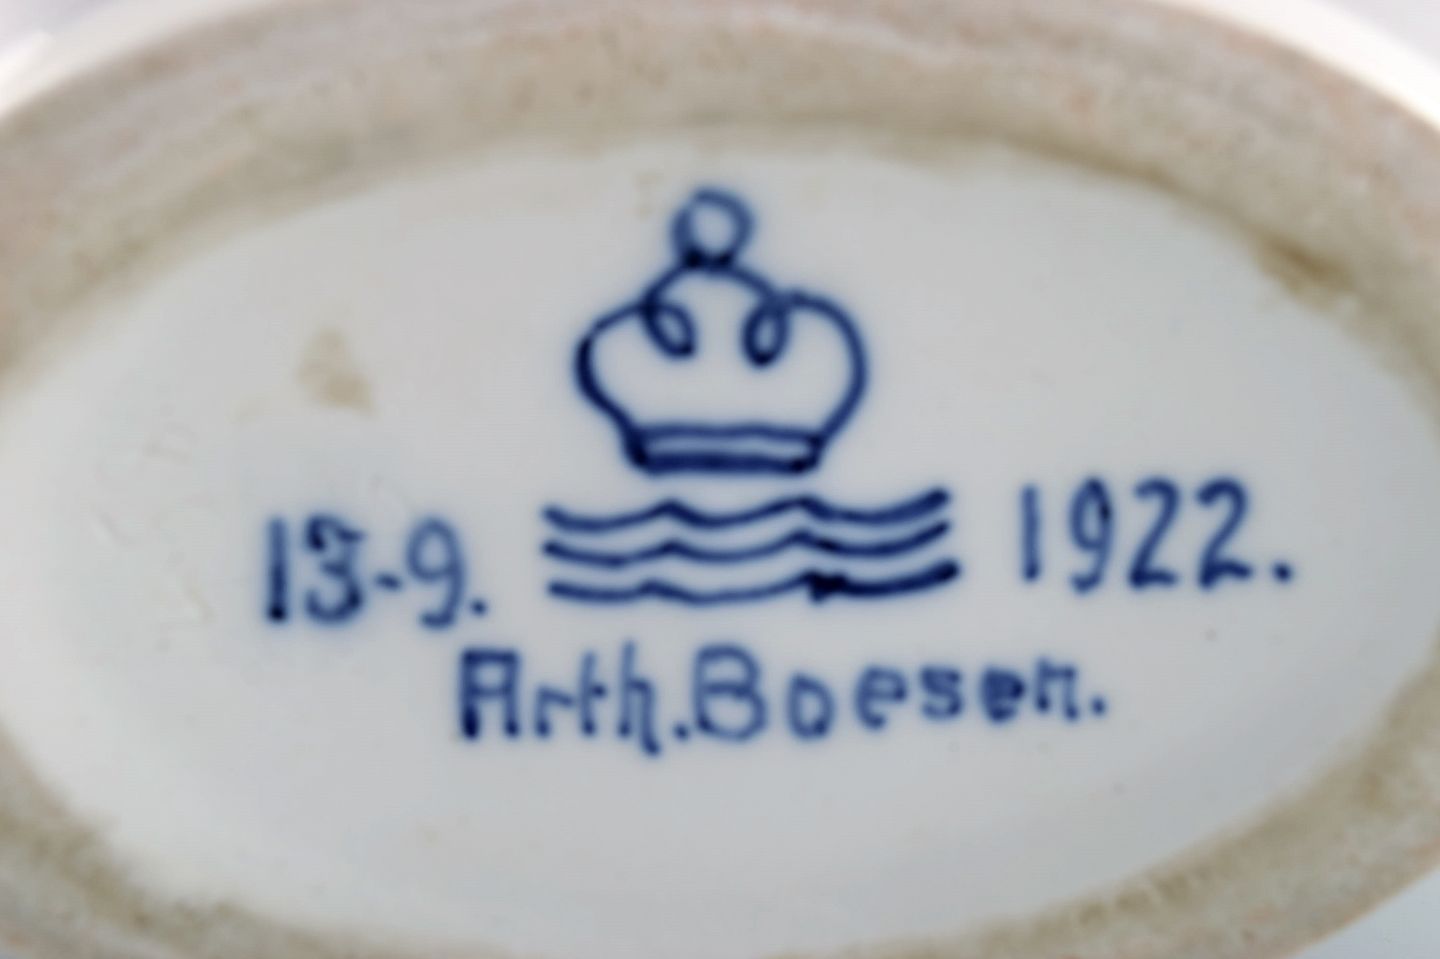 13-9. 1922.
Arth. Boesen.